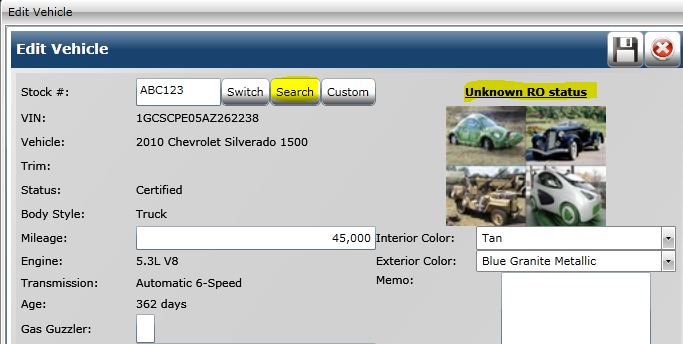 Edit Vehicle
Edit Vehicle
Stock #: ABC123 Switch Search Custom Unknown RO status
VIN: 1GCSCPE05AZ262238
Vehicle: 2010 Chevrolet Silverado 1500
Trim:
Status: Certified
Body Style: Truck
Mileage: 45,000 Interior Color: Tan
Engine: 5.3L V8 Exterior Color: Blue Granite Metallic
Transmission: Automatic 6-Speed Memo:
Age: 362 days
Gas Guzzler: